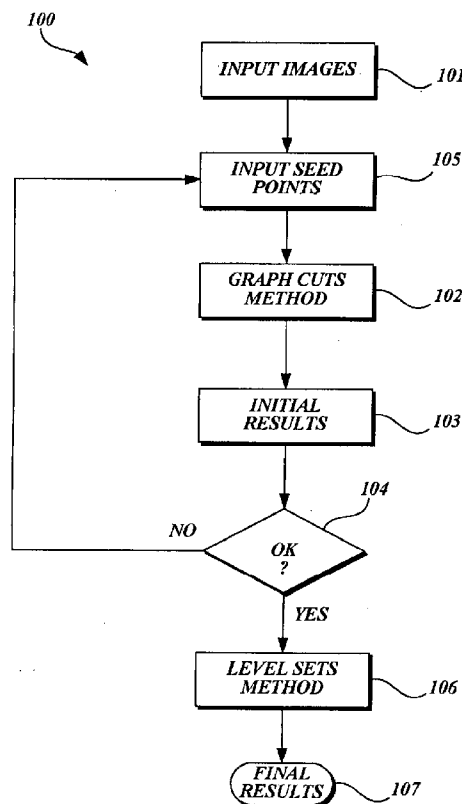 100
INPUT IMAGES
101
INPUT SEED
POINTS
105
GRAPH CUTS
METHOD
102
INITIAL
RESULTS
103
104
NO
OK
?
YES
LEVEL SETS
METHOD
106
FINAL
RESULTS
107